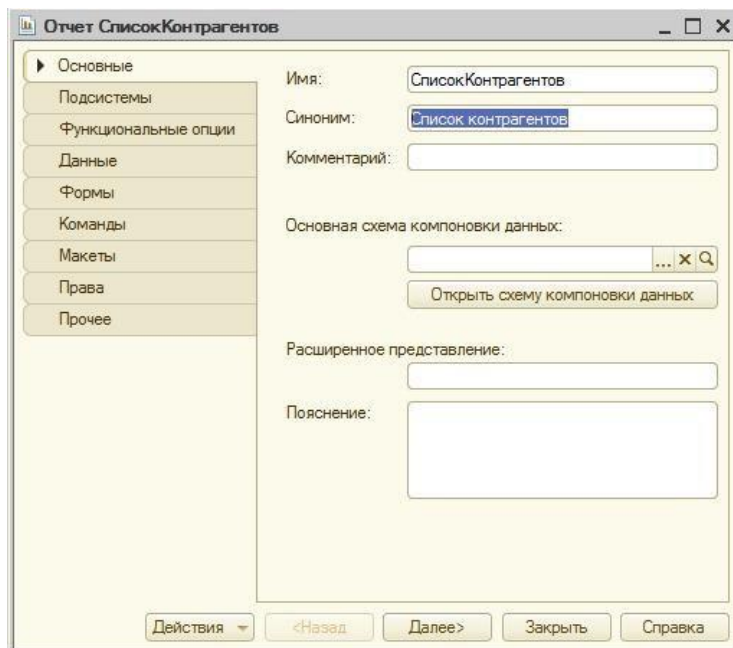 Отчет СписокКонтрагентов
Основные
Подсистемы
Функциональные опции
Данные
Формы
Команды
Макеты
Права
Прочее
Имя: СписокКонтрагентов
Синоним: Список контрагентов
Комментарий:
Основная схема компоновки данных:
...
Открыть схему компоновки данных
Расширенное представление:
Пояснение:
Действия <Назад Далее> Закрыть Справка